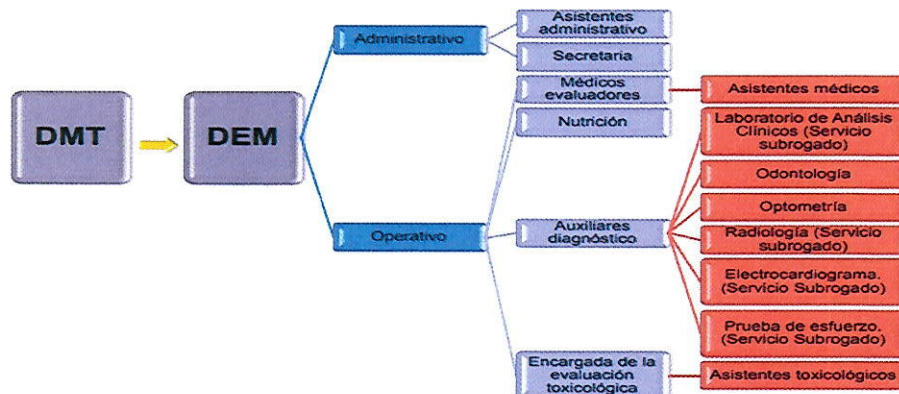 DMT
DEM
Administrativo
Asistentes
administrativo
Secretaria
Operativo
Médicos
evaluadores
Asistentes médicos
Nutrición
Auxiliares
diagnóstico
Laboratorio de Análisis
Clínicos (Servicio
subrogado)
Odontología
Optometría
Radiología (Servicio
subrogado)
Electrocardiograma.
(Servicio Subrogado)
Prueba de esfuerzo.
(Servicio Subrogado)
Encargada de la
evaluación
toxicológica
Asistentes toxicológicos